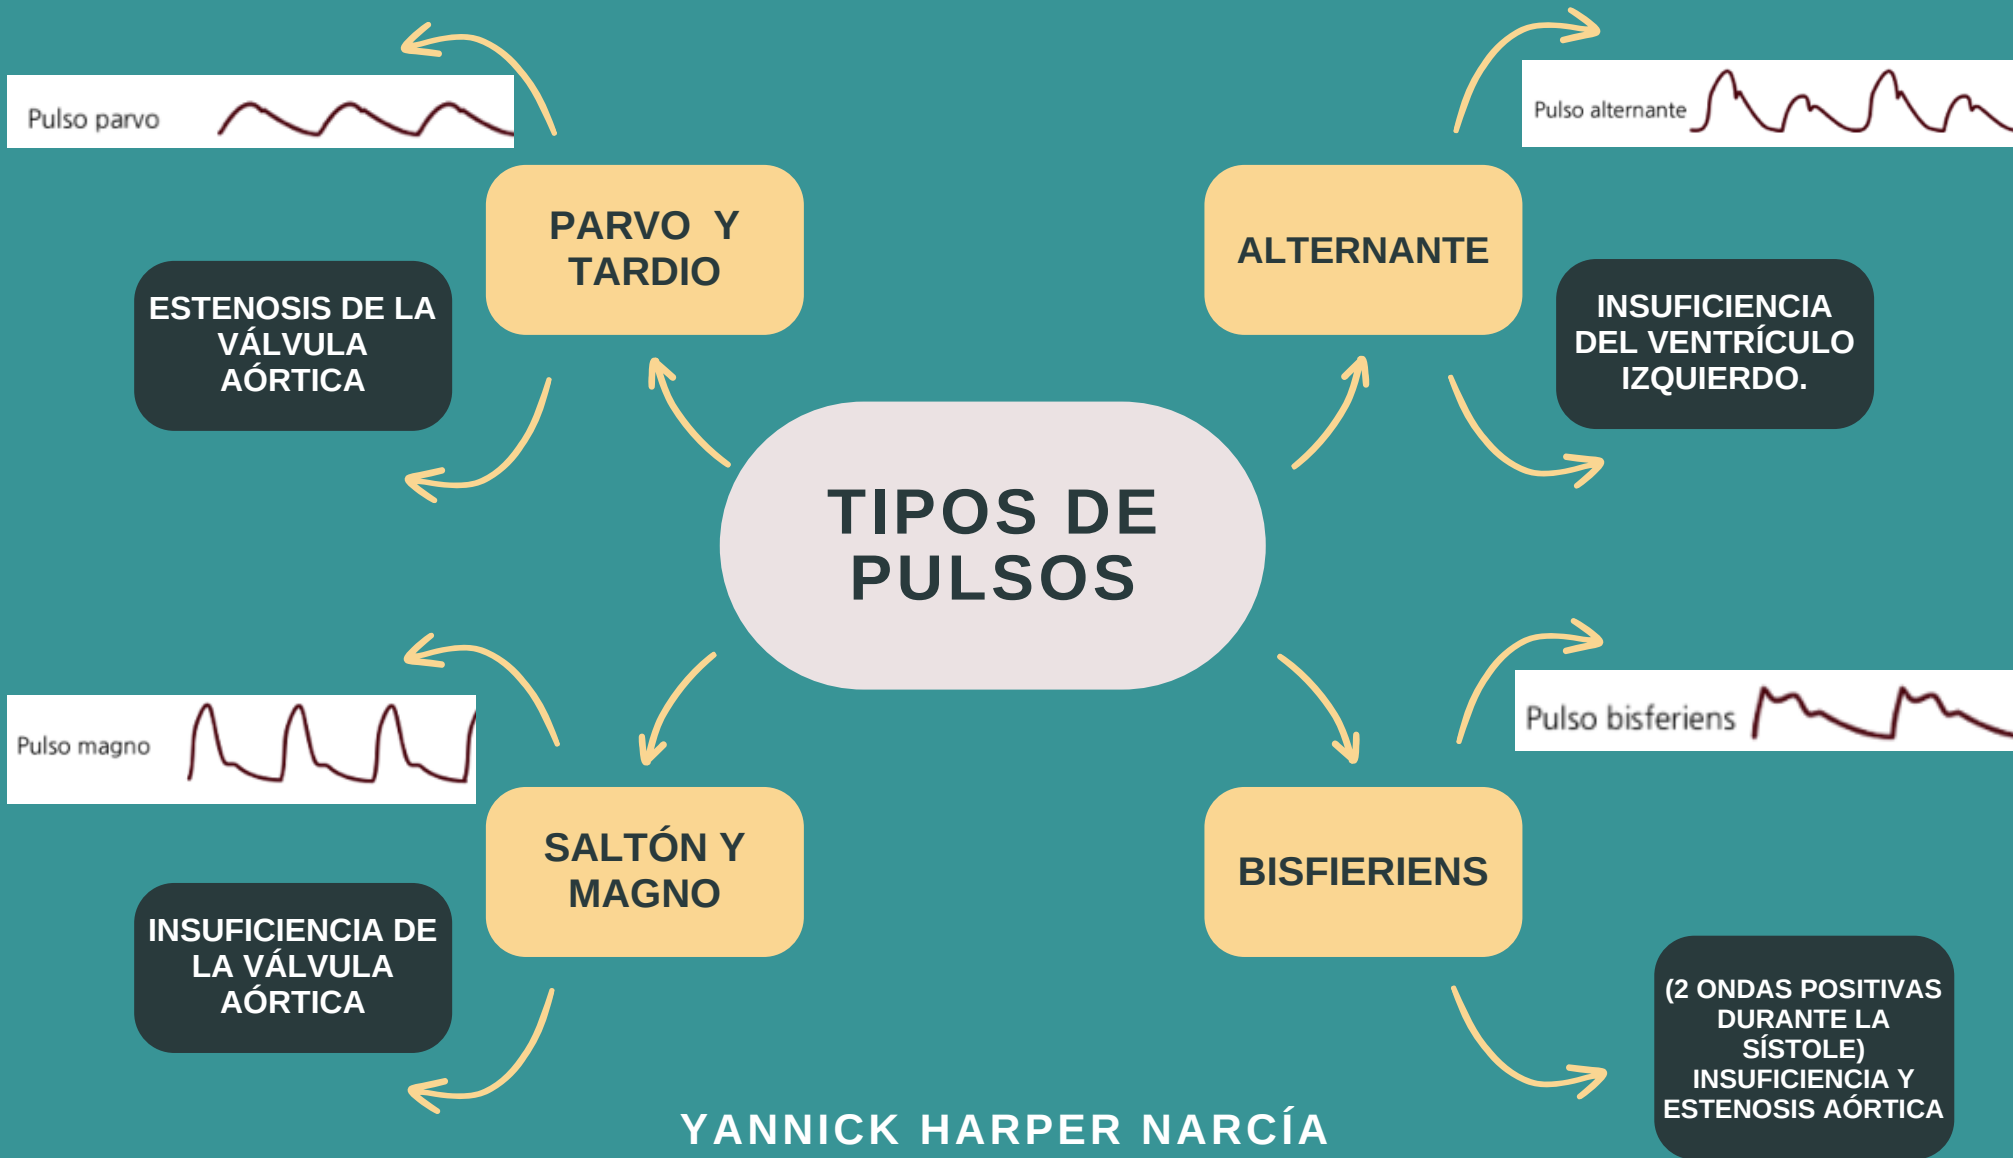 Pulso parvo
Pulso alternante
PARVO Y
TARDIO
ALTERNANTE
ESTENOSIS DE LA
VÁLVULA
AÓRTICA
INSUFICIENCIA
DEL VENTRÍCULO
IZQUIERDO.
TIPOS DE
PULSOS
Pulso magno
Pulso bisferiens
SALTÓN Y
MAGNO
BISFIERIENS
INSUFICIENCIA DE
LA VÁLVULA
AÓRTICA
(2 ONDAS POSITIVAS
DURANTE LA
SÍSTOLE)
INSUFICIENCIA Y
ESTENOSIS AÓRTICA
YANNICK HARPER NARCÍA